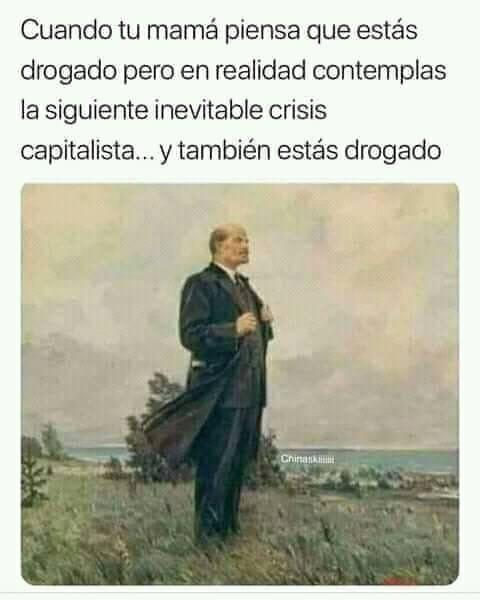 Cuando tu mamá piensa que estás
drogado pero en realidad contemplas
la siguiente inevitable crisis
capitalista... y también estás drogado